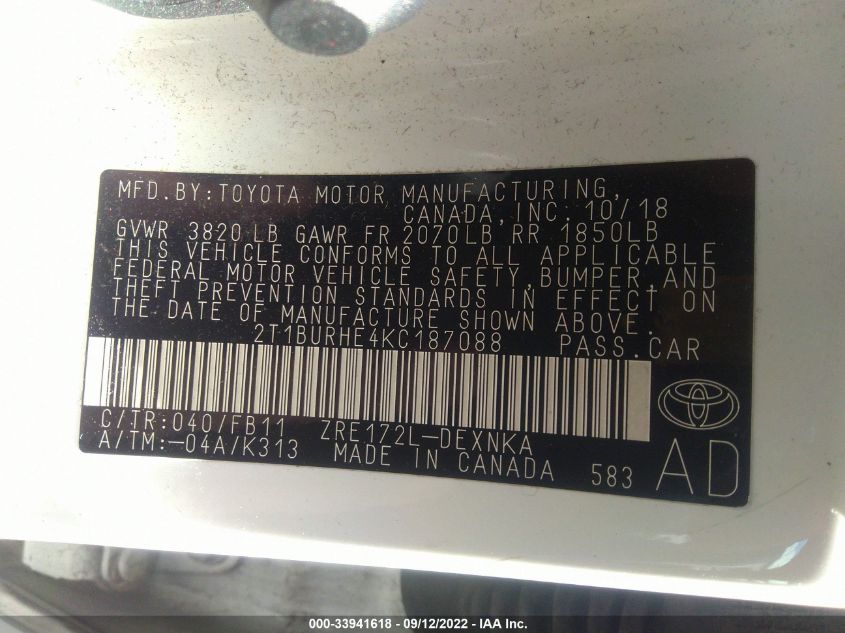 MFD.BY:TOYOTA MOTOR MANUFACTURING,
CANADA,INC. 10/18
GVWR 3820LB GAWR FR 2070LB RR 1850LB
THIS VEHICLE CONFORMS TO ALL APPLICABLE
FEDERAL MOTOR VEHICLE SAFETY,BUMPER,AND
THEFT PREVENTION STANDARDS IN EFFECT ON
THE DATE OF MANUFACTURE SHOWN ABOVE.
2T1BURHE4KC187088 PASS.CAR
C/TR:040/FB11 ZRE172L-DEXNKA
A/TM:-04A/K313 MADE IN CANADA 583
AD
000-33941618 - 09/12/2022 - IAA Inc.